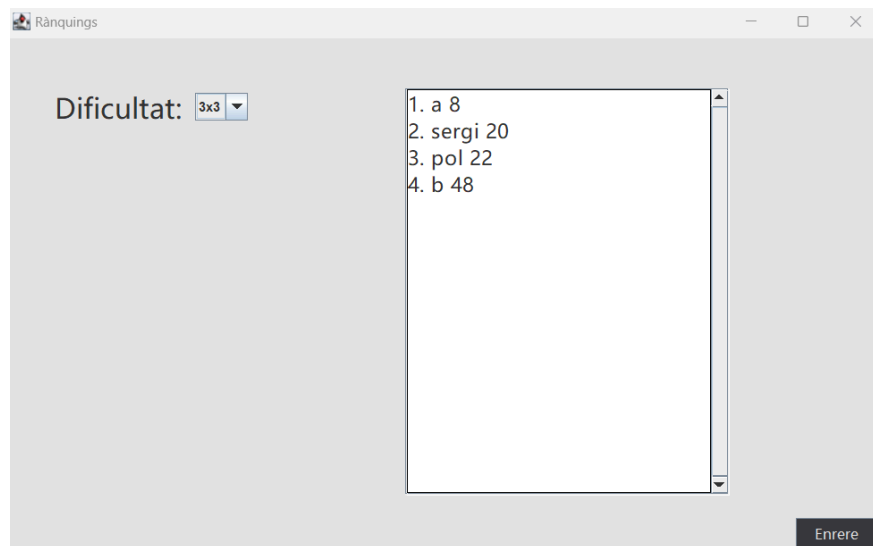 Rànquings
Dificultat: 3x3
1. a 8
2. sergi 20
3. pol 22
4. b 48
Enrere